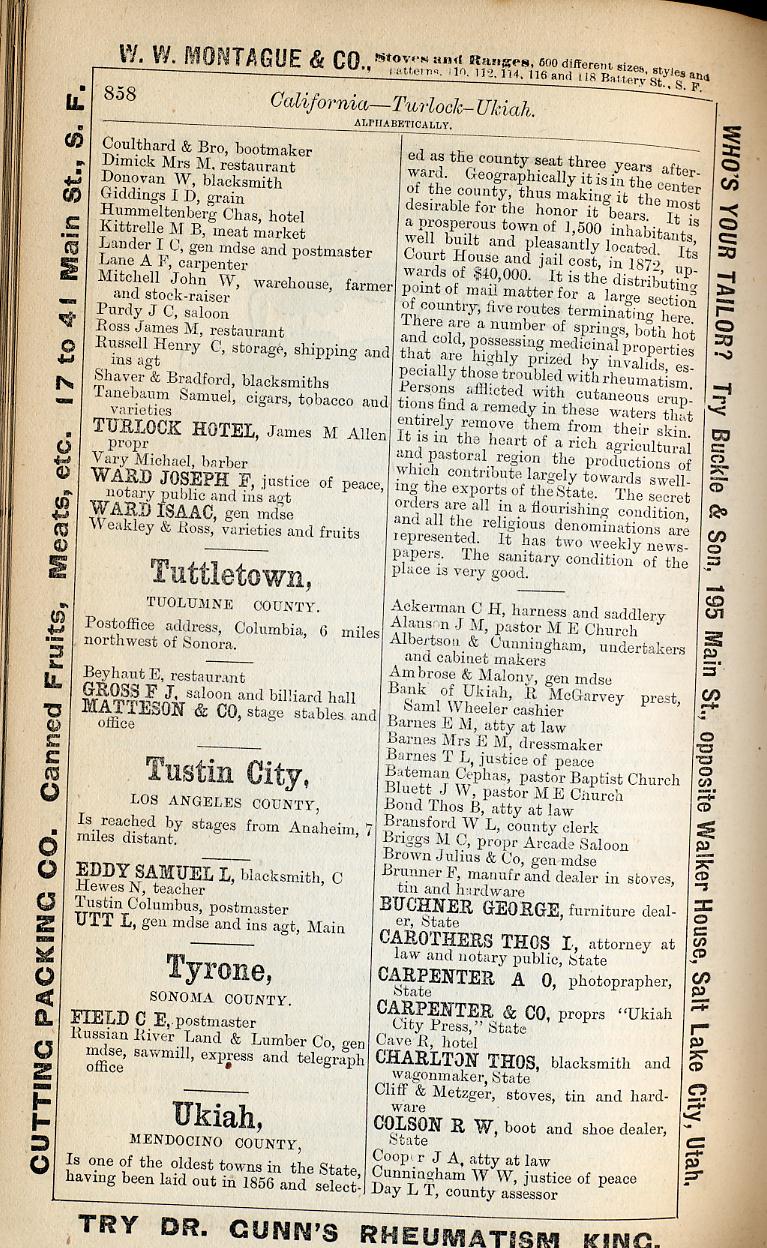 W. W. MONTAGUE & CO., Stoves and Ranges, 500 different sizes, styles and
patterns. 110, 112, 114, 116 and 118 Battery St., S. F.
858
California—Turlock-Ukiah.
ALPHABETICALLY.
Coulthard & Bro, bootmaker
Dimick Mrs M, restaurant
Donovan W, blacksmith
Giddings I D, grain
Hummeltenberg Chas, hotel
Kittrelle M B, meat market
Lander I C, gen mdse and postmaster
Lane A F, carpenter
Mitchell John W, warehouse, farmer
and stock-raiser
Purdy J C, saloon
Ross James M, restaurant
Russell Henry C, storage, shipping and
ins agt
Shaver & Bradford, blacksmiths
Tanebaum Samuel, cigars, tobacco and
varieties
TURLOCK HOTEL, James M Allen
propr
Vary Michael, barber
WARD JOSEPH F, justice of peace,
notary public and ins agt
WARD ISAAC, gen mdse
Weakley & Ross, varieties and fruits
Tuttletown,
TUOLUMNE COUNTY.
Postoffice address, Columbia, 6 miles
northwest of Sonora.
Beyhaut E, restaurant
GROSS F J, saloon and billiard hall
MATTESON & CO, stage stables and
office
Tustin City,
LOS ANGELES COUNTY,
Is reached by stages from Anaheim, 7
miles distant.
EDDY SAMUEL L, blacksmith, C
Hewes N, teacher
Tustin Columbus, postmaster
UTT L, gen mdse and ins agt, Main
Tyrone,
SONOMA COUNTY.
FIELD C E, postmaster
Russian River Land & Lumber Co, gen
mdse, sawmill, express and telegraph
office
Ukiah,
MENDOCINO COUNTY,
Is one of the oldest towns in the State,
having been laid out in 1856 and select-
ed as the county seat three years after-
ward. Geographically it is in the center
of the county, thus making it the most
desirable for the honor it bears. It is
a prosperous town of 1,500 inhabitants,
well built and pleasantly located. Its
Court House and jail cost, in 1872, up-
wards of $40,000. It is the distributing
point of mail matter for a large section
of country, five routes terminating here.
There are a number of springs, both hot
and cold, possessing medicinal properties
that are highly prized by invalids, es-
pecially those troubled with rheumatism.
Persons afflicted with cutaneous erup-
tions find a remedy in these waters that
entirely remove them from their skin.
It is in the heart of a rich agricultural
and pastoral region the productions of
which contribute largely towards swell-
ing the exports of the State. The secret
orders are all in a flourishing condition,
and all the religious denominations are
represented. It has two weekly news-
papers. The sanitary condition of the
place is very good.
Ackerman C H, harness and saddlery
Alanson J M, pastor M E Church
Albertson & Cunningham, undertakers
and cabinet makers
Ambrose & Malony, gen mdse
Bank of Ukiah, R McGarvey prest,
Saml Wheeler cashier
Barnes E M, atty at law
Barnes Mrs E M, dressmaker
Barnes T L, justice of peace
Bateman Cephas, pastor Baptist Church
Bluett J W, pastor M E Church
Bond Thos B, atty at law
Bransford W L, county clerk
Briggs M C, propr Arcade Saloon
Brown Julius & Co, gen mdse
Brunner F, manufr and dealer in stoves,
tin and hardware
BUCHNER GEORGE, furniture deal-
er, State
CAROTHERS THOS L, attorney at
law and notary public, State
CARPENTER A O, photoprapher,
State
CARPENTER & CO, proprs "Ukiah
City Press," State
Cave R, hotel
CHARLTON THOS, blacksmith and
wagonmaker, State
Cliff & Metzger, stoves, tin and hard-
ware
COLSON R W, boot and shoe dealer,
State
Cooper J A, atty at law
Cunningham W W, justice of peace
Day L T, county assessor
CUTTING PACKING CO. Canned Fruits, Meats, etc. 17 to 41 Main St., S. F.
WHO'S YOUR TAILOR? Try Buckle & Son, 195 Main St., opposite Walker House, Salt Lake City, Utah.
TRY DR. GUNN'S RHEUMATISM KING.